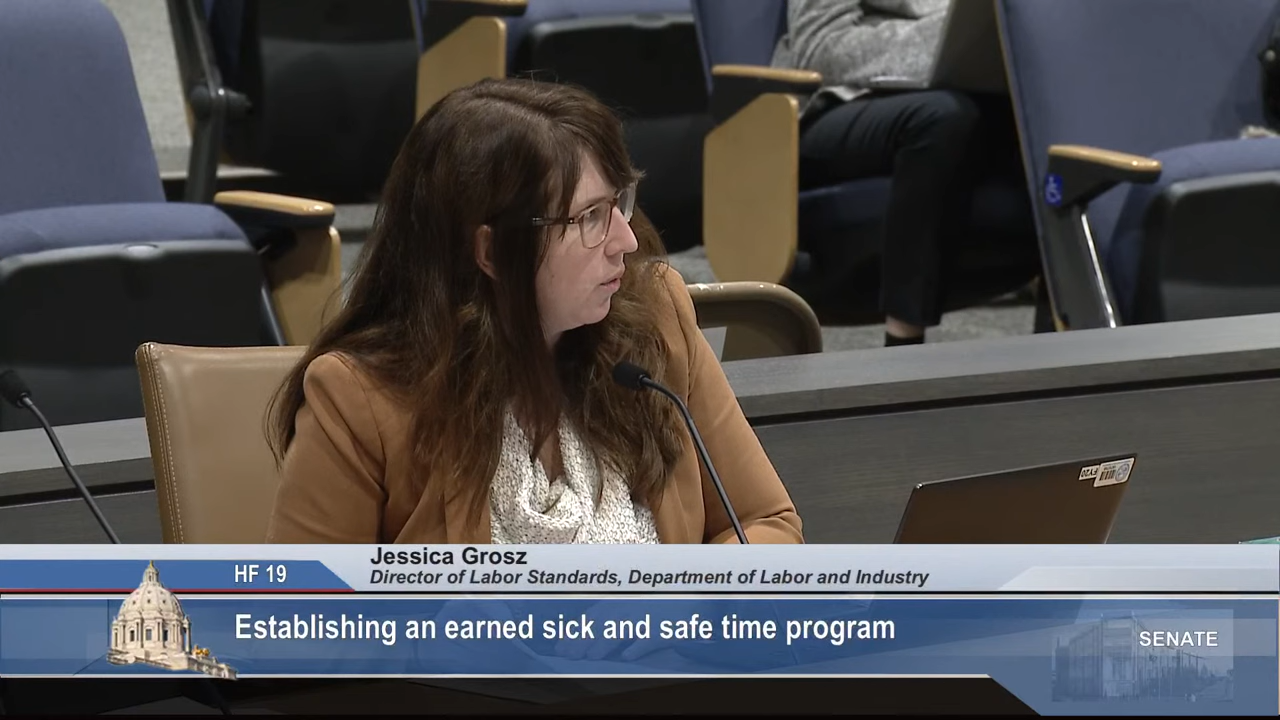 FY20
Jessica Grosz
Director of Labor Standards, Department of Labor and Industry
HF 19
Establishing an earned sick and safe time program
SENATE